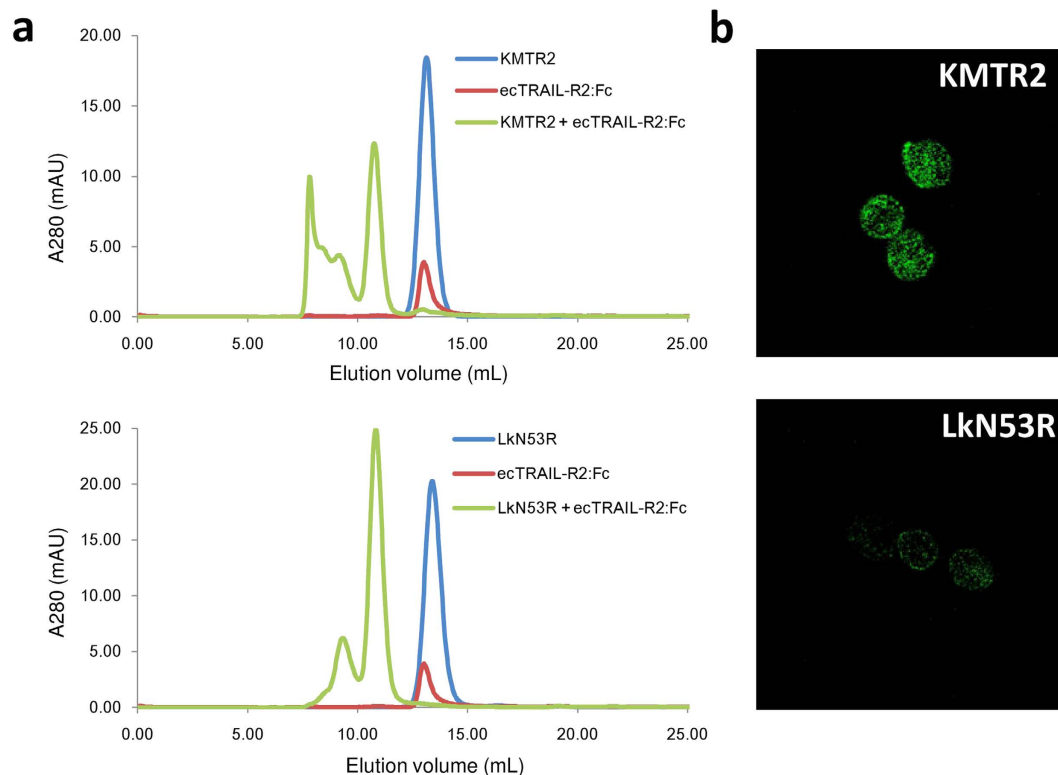 a
20.00
15.00
10.00
5.00
0.00
A280 (mAU)
KMTR2
ecTRAIL-R2:Fc
KMTR2 + ecTRAIL-R2:Fc
0.00 5.00 10.00 15.00 20.00 25.00
Elution volume (mL)
25.00
20.00
15.00
10.00
5.00
0.00
A280 (mAU)
LkN53R
ecTRAIL-R2:Fc
LkN53R + ecTRAIL-R2:Fc
0.00 5.00 10.00 15.00 20.00 25.00
Elution volume (mL)
b
KMTR2
LkN53R